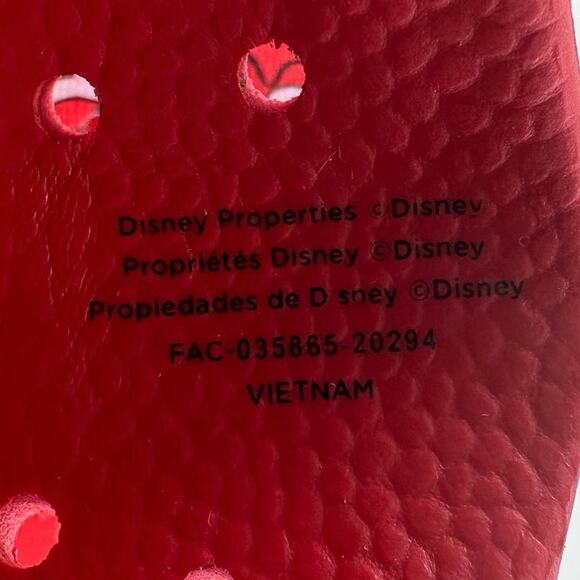 Disney Properties ©Disney
Propriétés Disney ©Disney
Propiedades de D sney ©Disney
FAC-035865-20294
VIETNAM